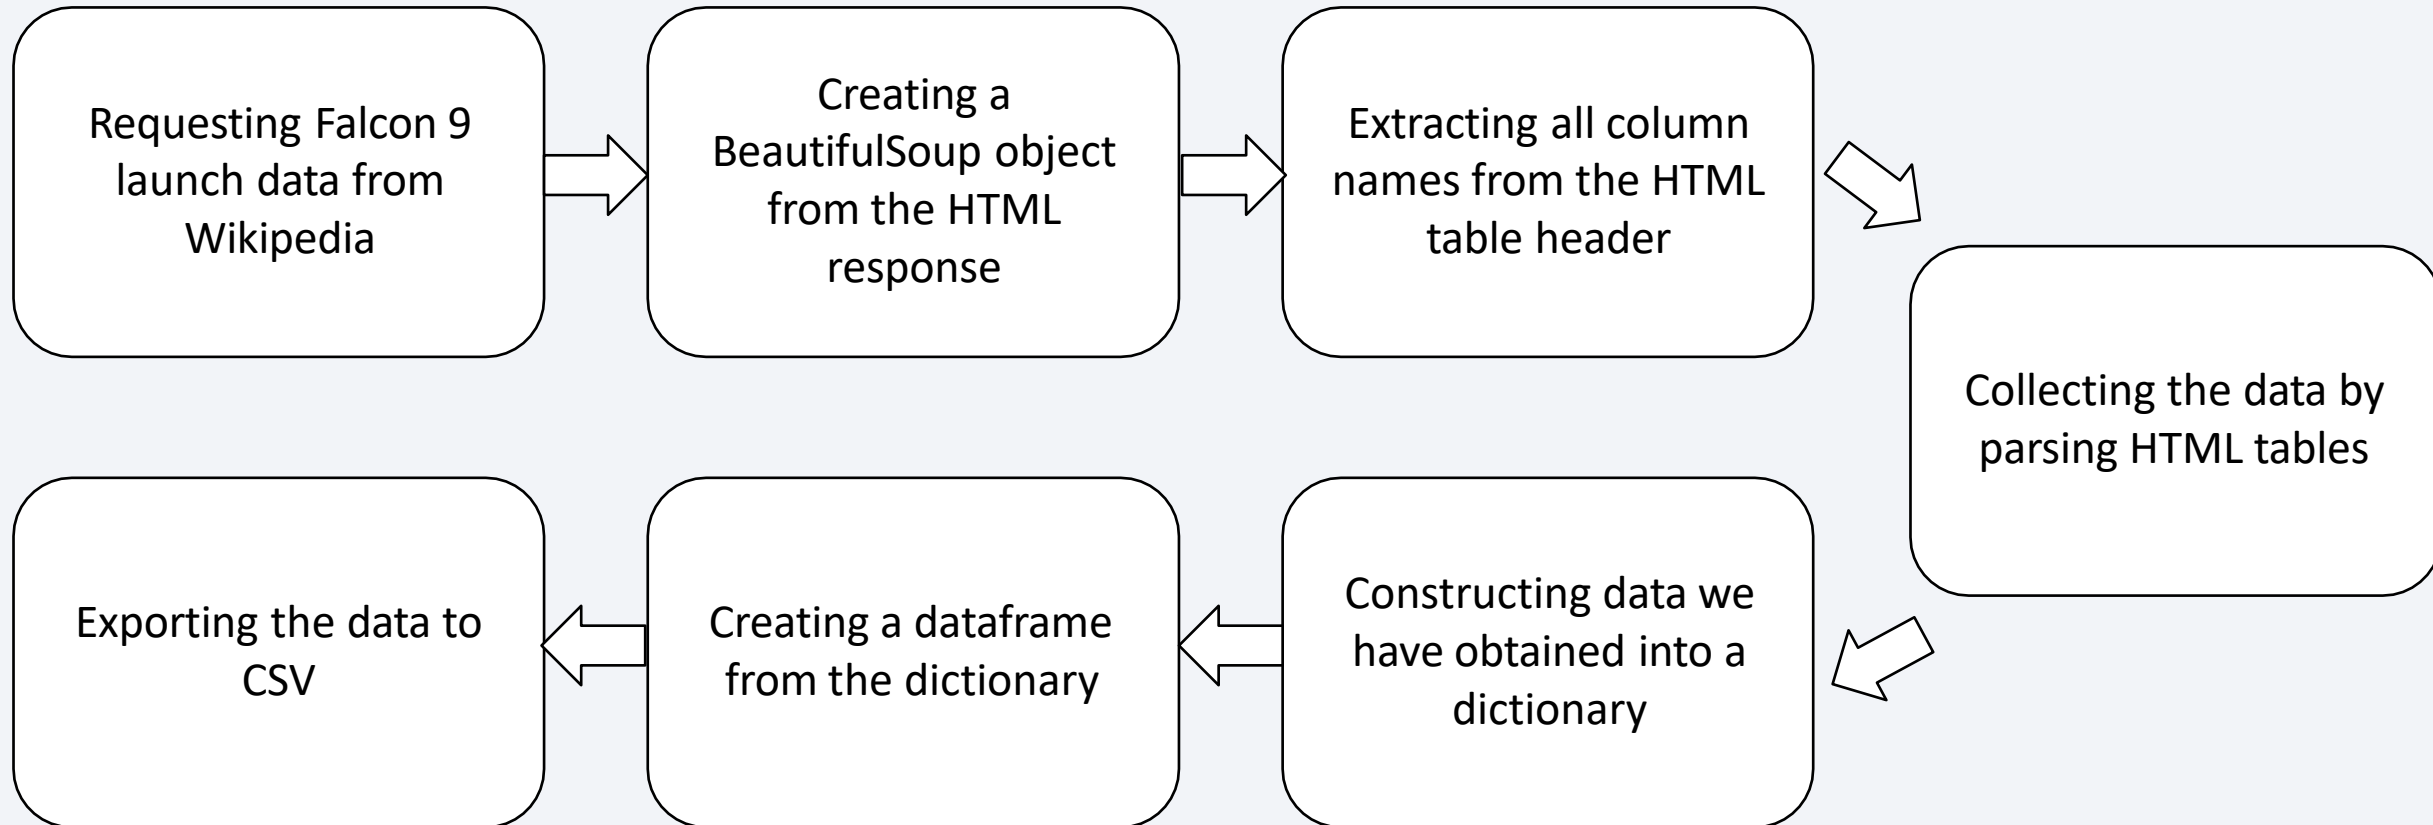 Requesting Falcon 9
launch data from
Wikipedia
Creating a
BeautifulSoup object
from the HTML
response
Extracting all column
names from the HTML
table header
Collecting the data by
parsing HTML tables
Constructing data we
have obtained into a
dictionary
Creating a dataframe
from the dictionary
Exporting the data to
CSV